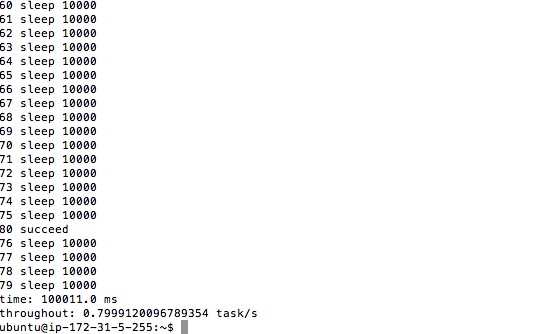 60 sleep 10000
61 sleep 10000
62 sleep 10000
63 sleep 10000
64 sleep 10000
65 sleep 10000
66 sleep 10000
67 sleep 10000
68 sleep 10000
69 sleep 10000
70 sleep 10000
71 sleep 10000
72 sleep 10000
73 sleep 10000
74 sleep 10000
75 sleep 10000
80 succeed
76 sleep 10000
77 sleep 10000
78 sleep 10000
79 sleep 10000
time: 100011.0 ms
throughout: 0.7999120096789354 task/s
ubuntu@ip-172-31-5-255:~$